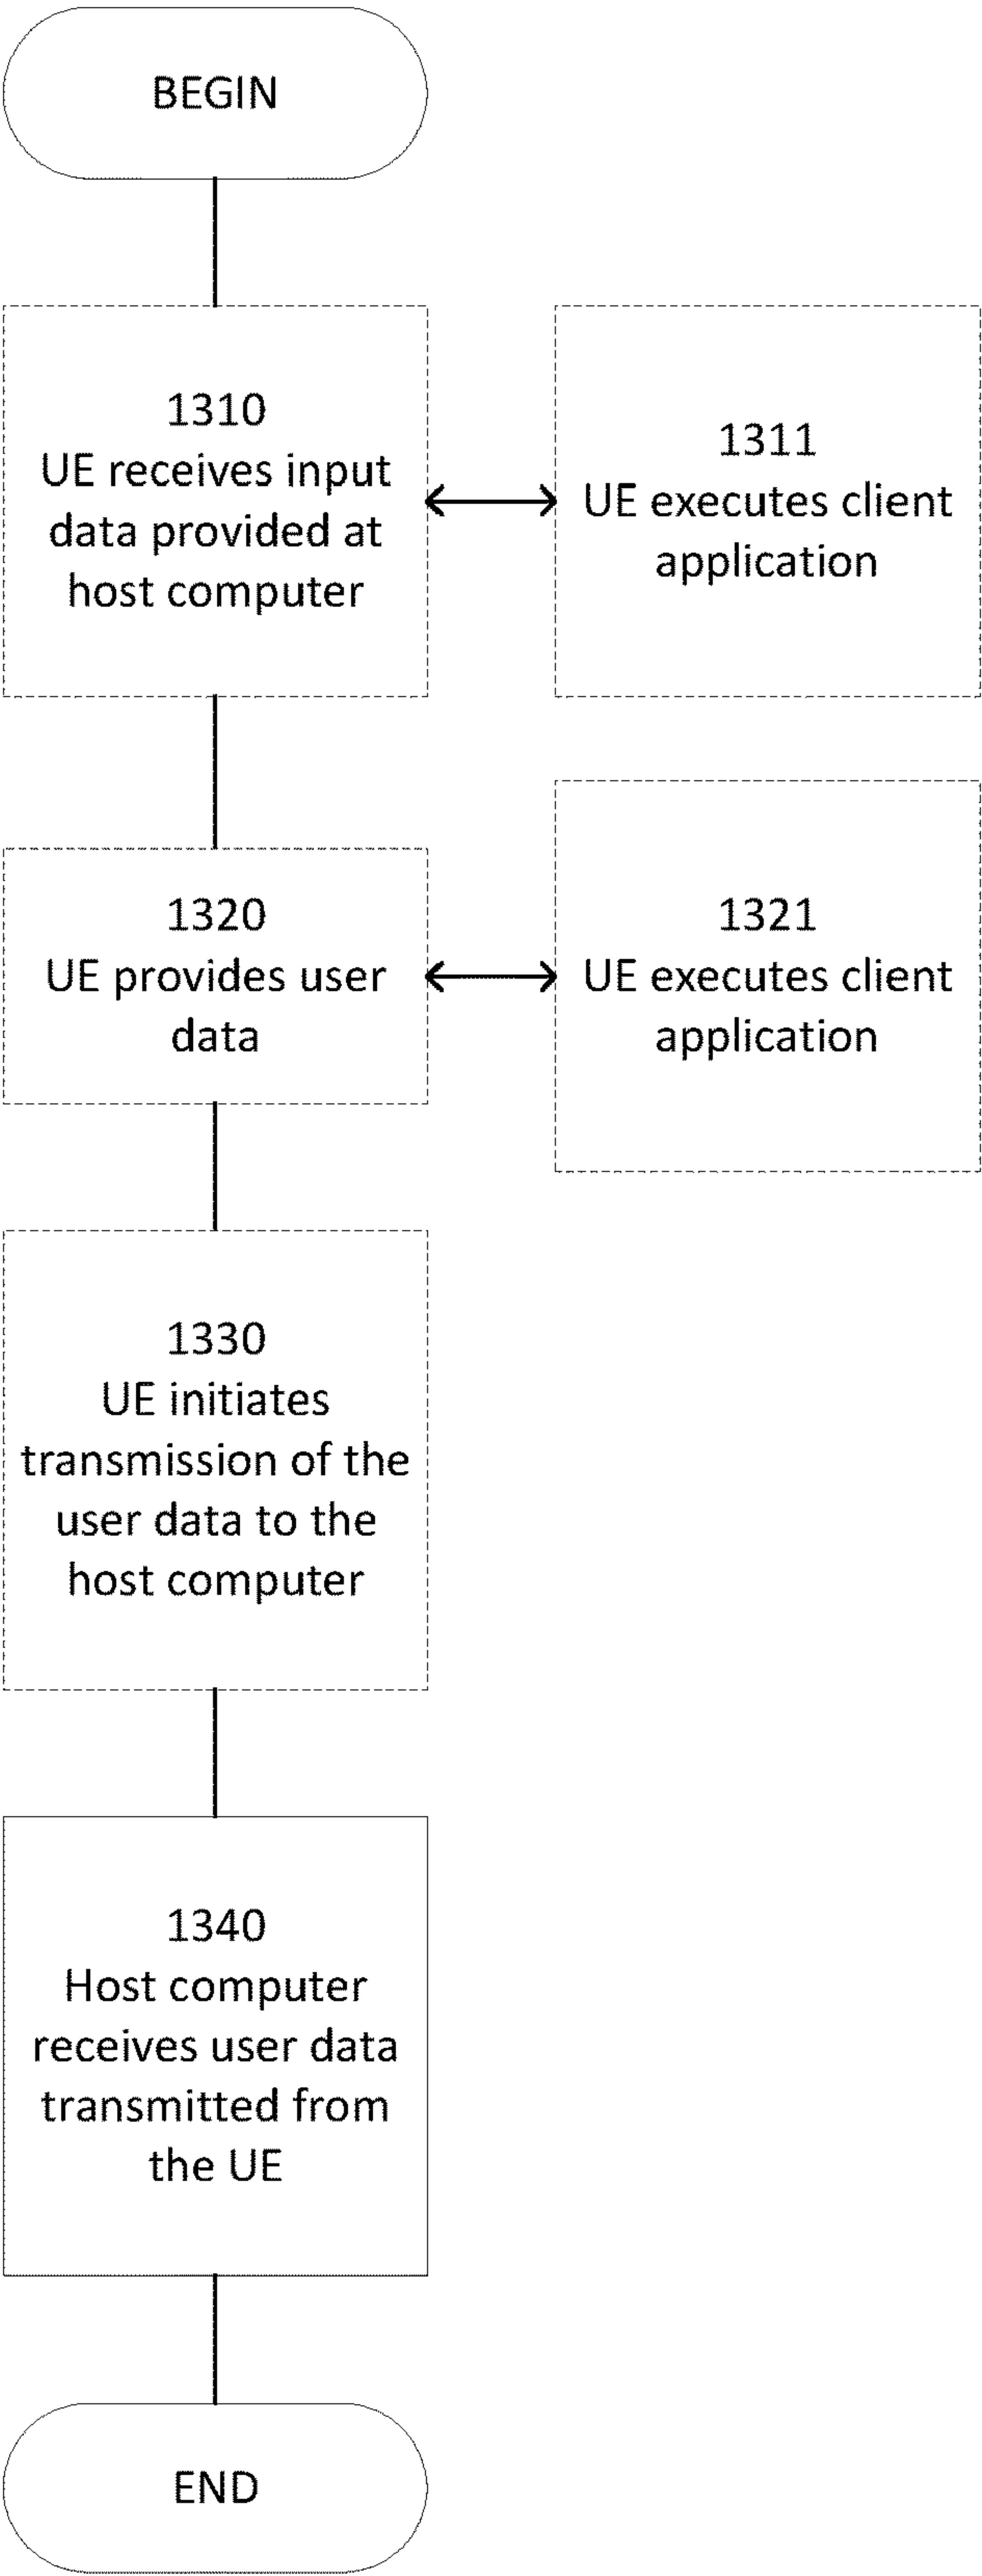 BEGIN
1310
UE receives input
data provided at
host computer
1311
UE executes client
application
1320
UE provides user
data
1321
UE executes client
application
1330
UE initiates
transmission of the
user data to the
host computer
1340
Host computer
receives user data
transmitted from
the UE
END